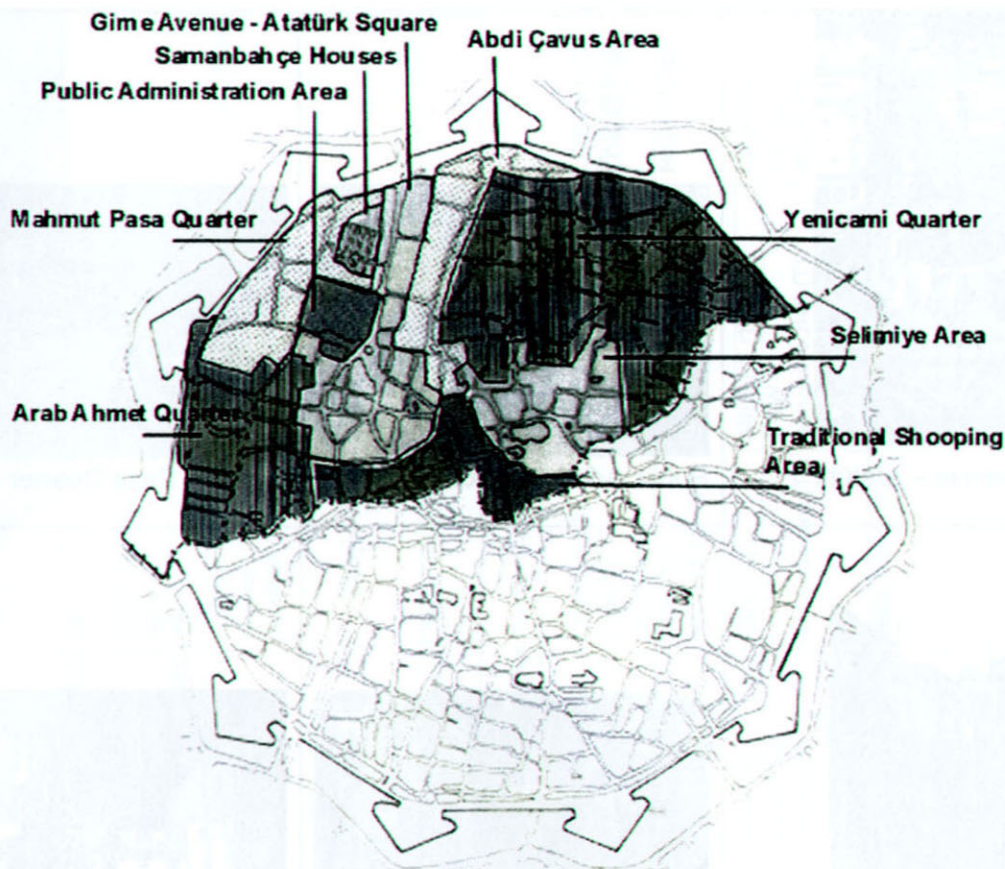 Girne Avenue - Atatürk Square
Samanbahçe Houses
Abdi Çavus Area
Public Administration Area
Mahmut Pasa Quarter
Yenicami Quarter
Selimiye Area
Arab Ahmet Quarter
Traditional Shooping
Area